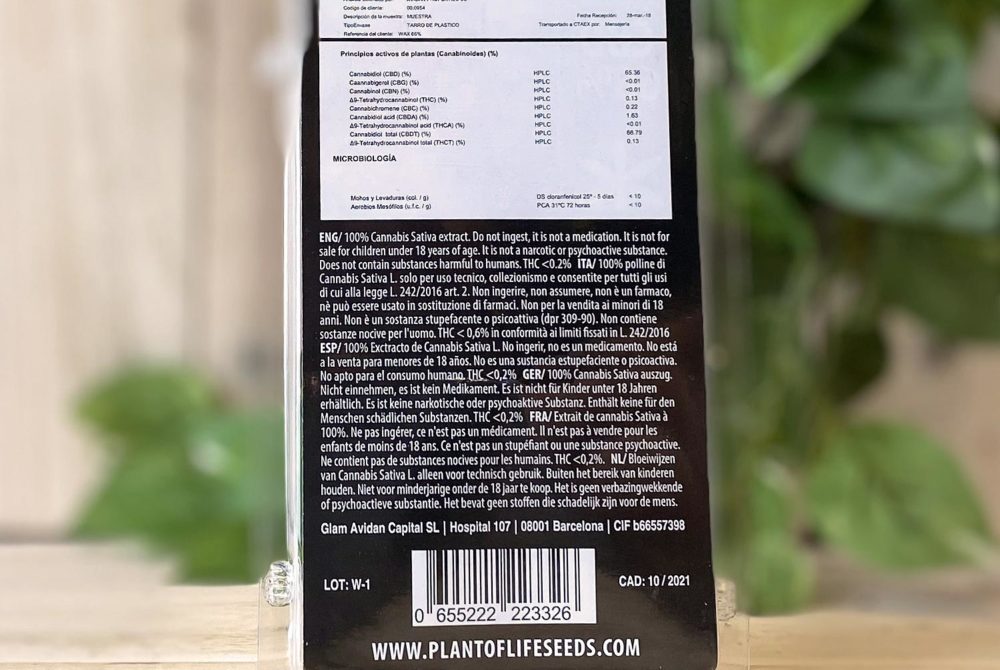 Código de cliente: 00.0954
Descripción de la muestra: MUESTRA Fecha Recepción: 28-mar.-18
TipoEnvase TARRO DE PLASTICO Transportado a CTAEX por: Mensajería
Referencia del cliente: WAX 65%
Principios activos de plantas (Canabinoides) (%)
Cannabidiol (CBD) (%) HPLC 65.36
Caannabigerol (CBG) (%) HPLC <0.01
Cannabinol (CBN) (%) HPLC <0.01
Δ9-Tetrahydrocannabinol (THC) (%) HPLC 0.13
Cannabichromene (CBC) (%) HPLC 0.22
Cannabidiol acid (CBDA) (%) HPLC 1.63
Δ9-Tetrahydrocannabinol acid (THCA) (%) HPLC <0.01
Cannabidiol total (CBDT) (%) HPLC 66.79
Δ9-Tetrahydrocannabinol total (THCT) (%) HPLC 0.13
MICROBIOLOGÍA
Mohos y Levaduras (col. / g) DS cloranfenicol 25º - 5 días < 10
Aerobios Mesófilos (u.f.c. / g) PCA 31ºC 72 horas < 10
ENG/ 100% Cannabis Sativa extract. Do not ingest, it is not a medication. It is not for
sale for children under 18 years of age. It is not a narcotic or psychoactive substance.
Does not contain substances harmful to humans. THC <0.2% ITA/ 100% polline di
Cannabis Sativa L. solo per uso tecnico, collezionismo e consentite per tutti gli usi
di cui alla legge L. 242/2016 art. 2. Non ingerire, non assumere, non è un farmaco,
nè può essere usato in sostituzione di farmaci. Non per la vendita ai minori di 18
anni. Non è un sostanza stupefacente o psicoattiva (dpr 309-90). Non contiene
sostanze nocive per l'uomo. THC < 0,6% in conformità ai limiti fissati in L. 242/2016
ESP/ 100% Exctracto de Cannabis Sativa L. No ingerir, no es un medicamento. No está
a la venta para menores de 18 años. No es una sustancia estupefaciente o psicoactiva.
No apto para el consumo humano. THC <0,2% GER/ 100% Cannabis Sativa auszug.
Nicht einnehmen, es ist kein Medikament. Es ist nicht für Kinder unter 18 Jahren
erhältlich. Es ist keine narkotische oder psychoaktive Substanz. Enthält keine für den
Menschen schädlichen Substanzen. THC <0,2% FRA/ Extrait de cannabis Sativa à
100%. Ne pas ingérer, ce n'est pas un médicament. Il n'est pas à vendre pour les
enfants de moins de 18 ans. Ce n'est pas un stupéfiant ou une substance psychoactive.
Ne contient pas de substances nocives pour les humains. THC <0,2%. NL/ Bloeiwijzen
van Cannabis Sativa L. alleen voor technisch gebruik. Buiten het bereik van kinderen
houden. Niet voor minderjarige onder de 18 jaar te koop. Het is geen verbazingwekkende
of psychoactieve substantie. Het bevat geen stoffen die schadelijk zijn voor de mens.
Glam Avidan Capital SL | Hospital 107 | 08001 Barcelona | CIF b66557398
LOT: W-1 CAD: 10 / 2021
0 655222 223326
WWW.PLANTOFLIFESEEDS.COM